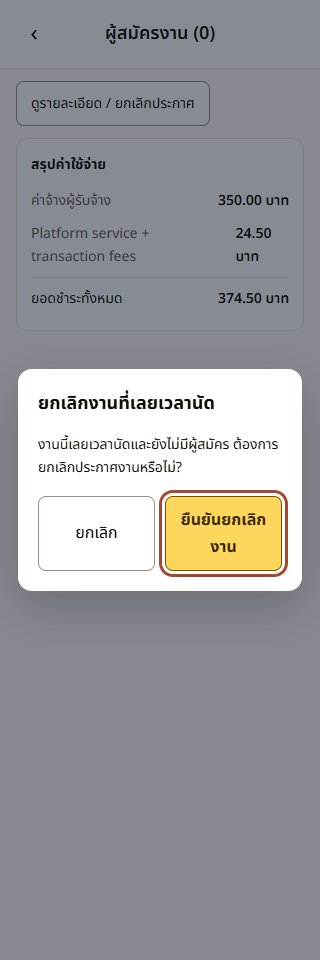 ‹ ผู้สมัครงาน (0)
ดูรายละเอียด / ยกเลิกประกาศ
สรุปค่าใช้จ่าย
ค่าจ้างผู้รับจ้าง 350.00 บาท
Platform service + 24.50
transaction fees บาท
ยอดชำระทั้งหมด 374.50 บาท
ยกเลิกงานที่เลยเวลานัด
งานนี้เลยเวลานัดและยังไม่มีผู้สมัคร ต้องการ
ยกเลิกประกาศงานหรือไม่?
ยกเลิก
ยืนยันยกเลิก
งาน